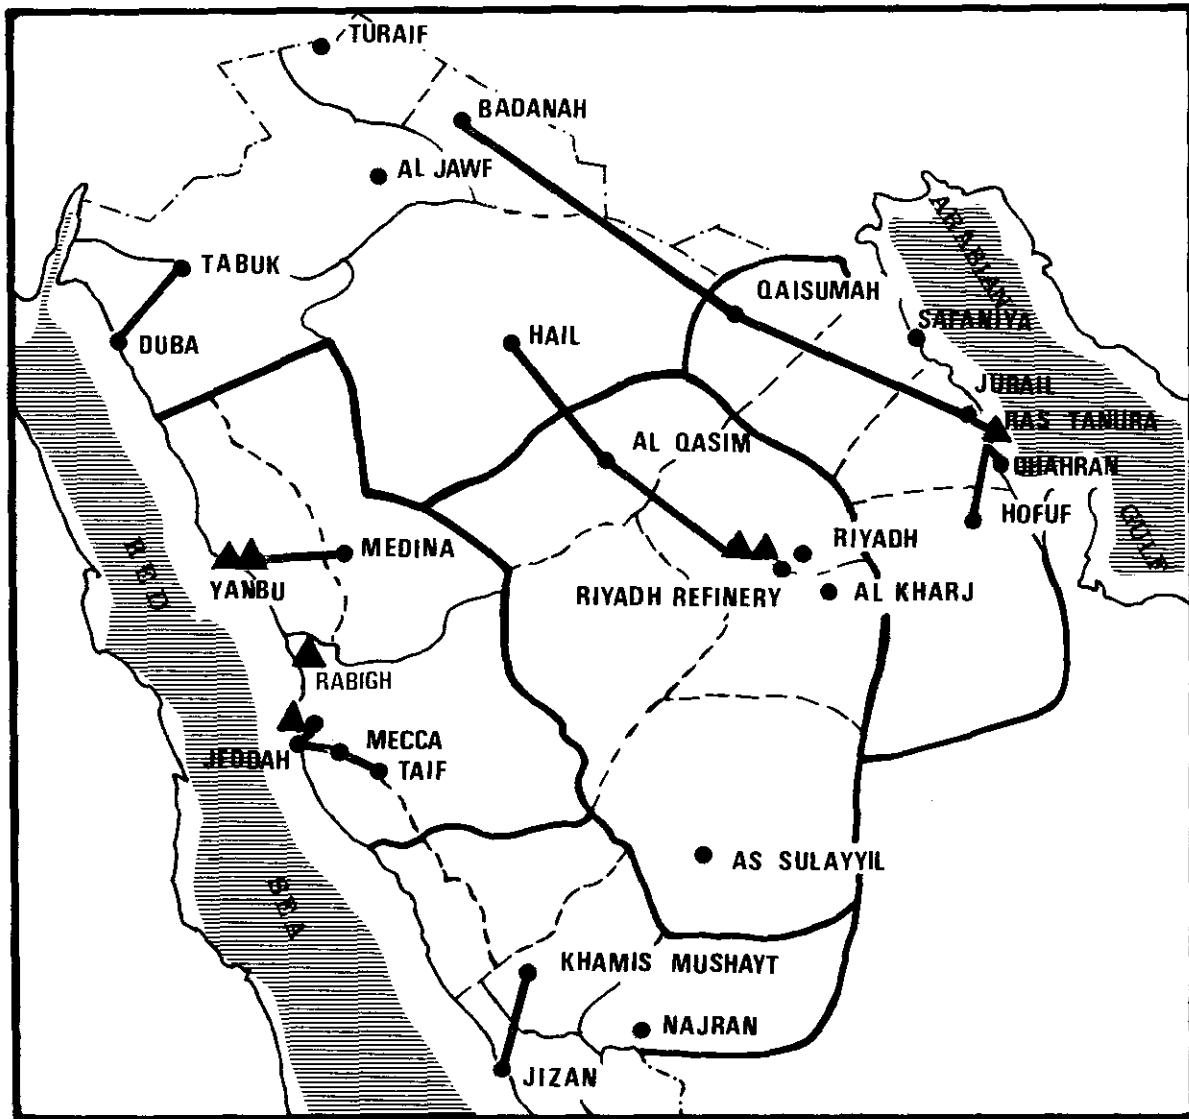 TURAIF
BADANAH
AL JAWF
ARABIAN
GULF
TABUK
QAISUMAH
SAFANIYA
DUBA
HAIL
JUBAIL
RAS TANURA
AL QASIM
DHAHRAN
HOFUF
RIYADH
MEDINA
YANBU
RIYADH REFINERY
AL KHARJ
RED
SEA
RABIGH
MECCA
JEDDAH
TAIF
AS SULAYYIL
KHAMIS MUSHAYT
NAJRAN
JIZAN